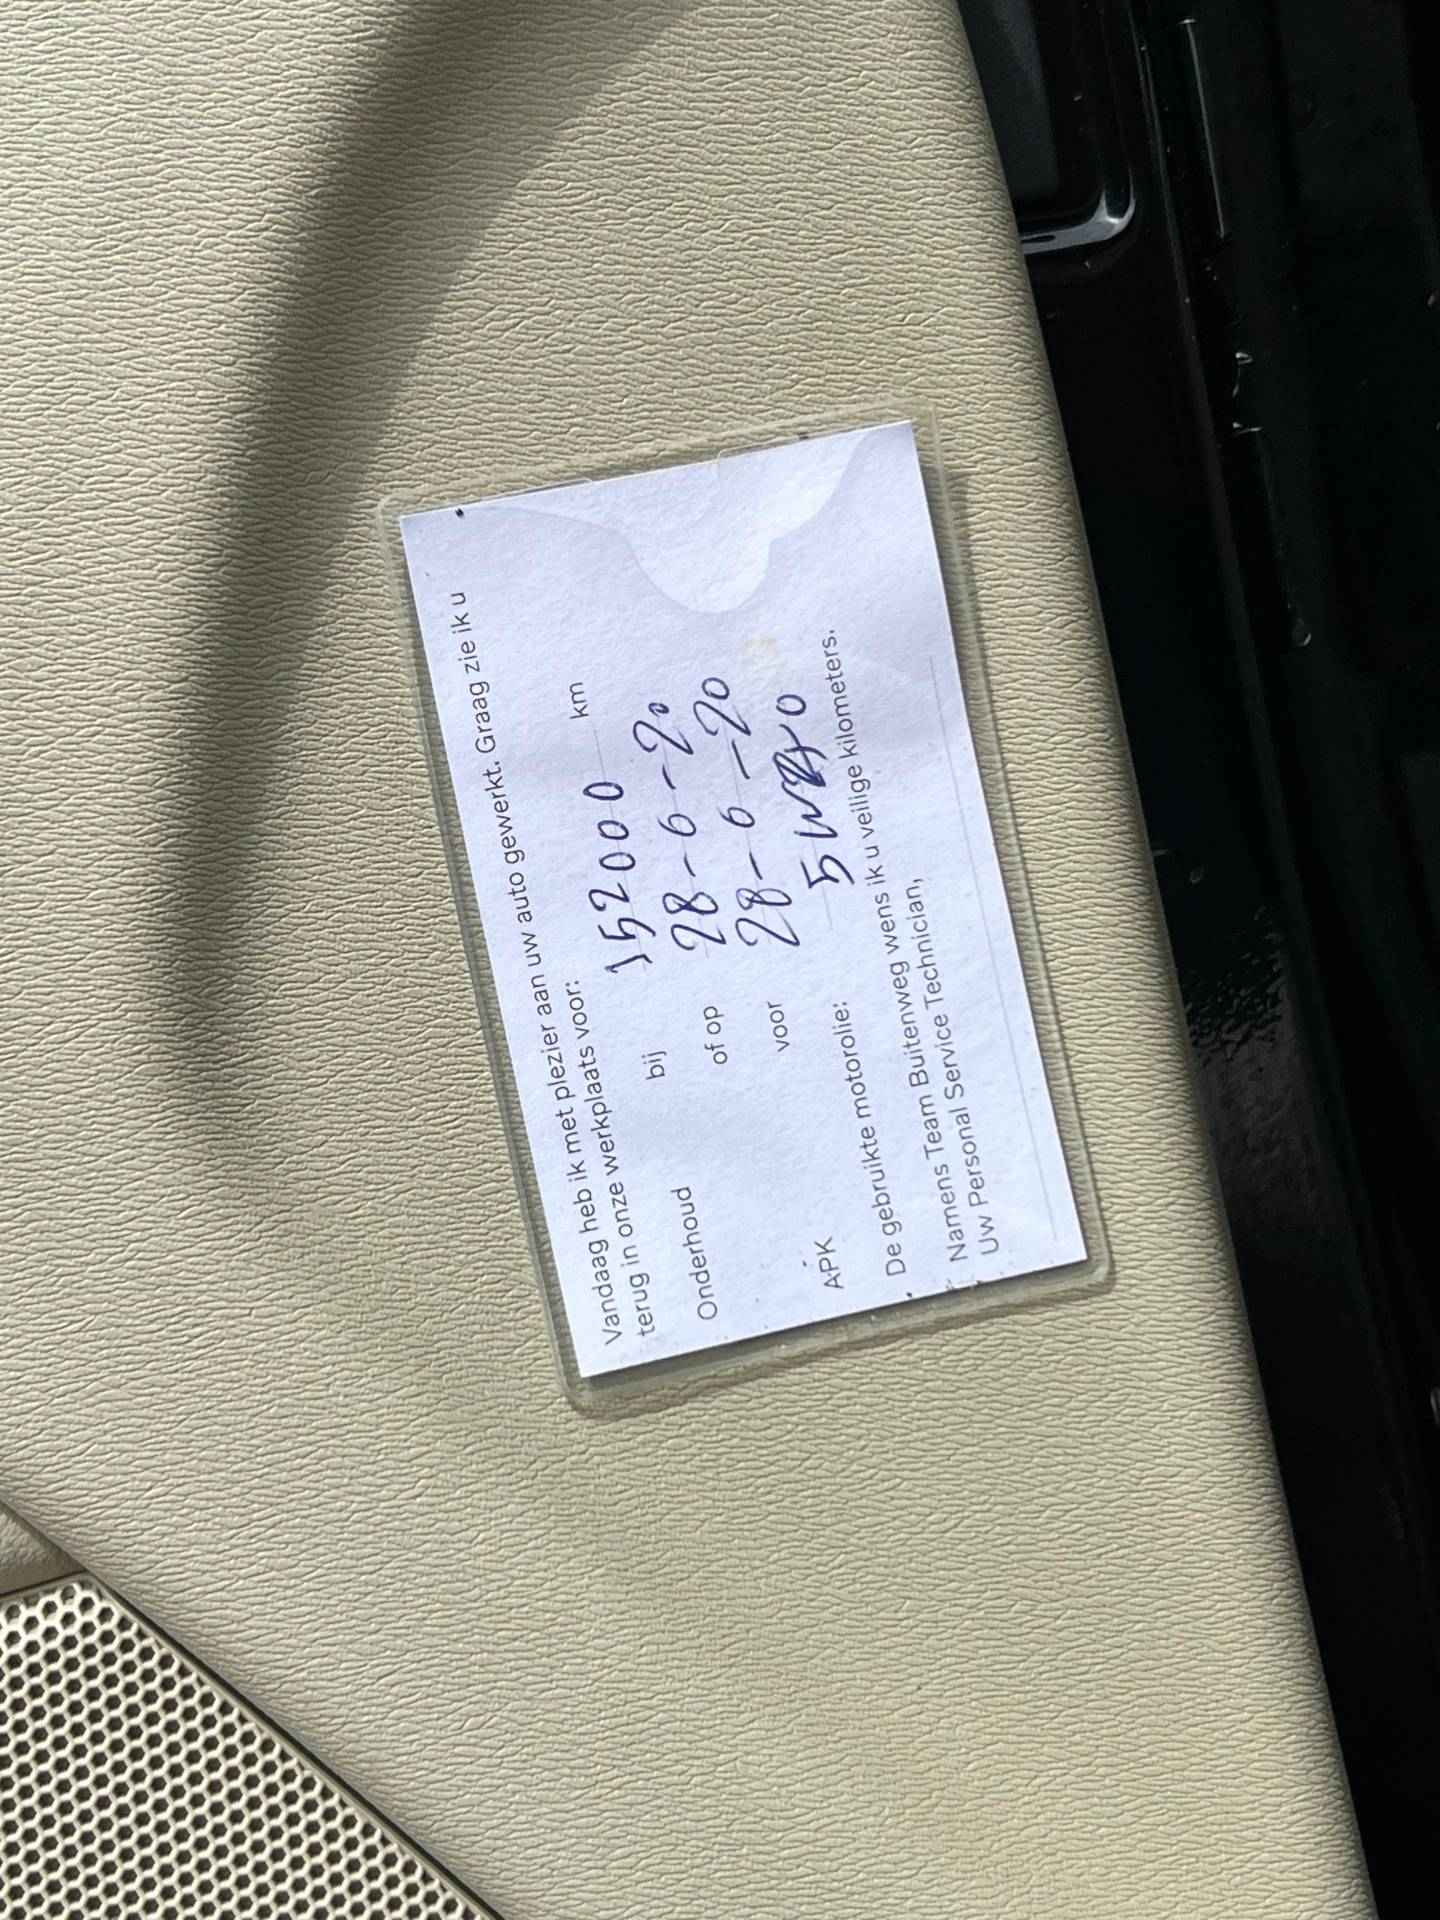 Vandaag heb ik met plezier aan uw auto gewerkt. Graag zie ik u
terug in onze werkplaats voor:
Onderhoud bij 152000 km
of op 28-6-20
APK voor 28-6-20
De gebruikte motorolie: 5W
Namens Team Buitenweg wens ik u veilige kilometers.
Uw Personal Service Technician,